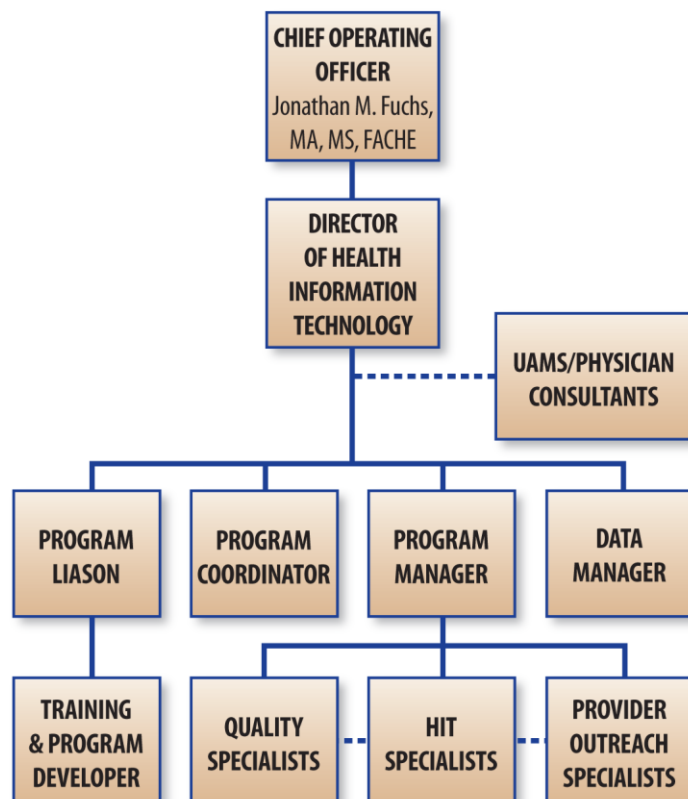 CHIEF OPERATING
OFFICER
Jonathan M. Fuchs,
MA, MS, FACHE
DIRECTOR
OF HEALTH
INFORMATION
TECHNOLOGY
UAMS/PHYSICIAN
CONSULTANTS
PROGRAM
LIASON
PROGRAM
COORDINATOR
PROGRAM
MANAGER
DATA
MANAGER
TRAINING
& PROGRAM
DEVELOPER
QUALITY
SPECIALISTS
HIT
SPECIALISTS
PROVIDER
OUTREACH
SPECIALISTS